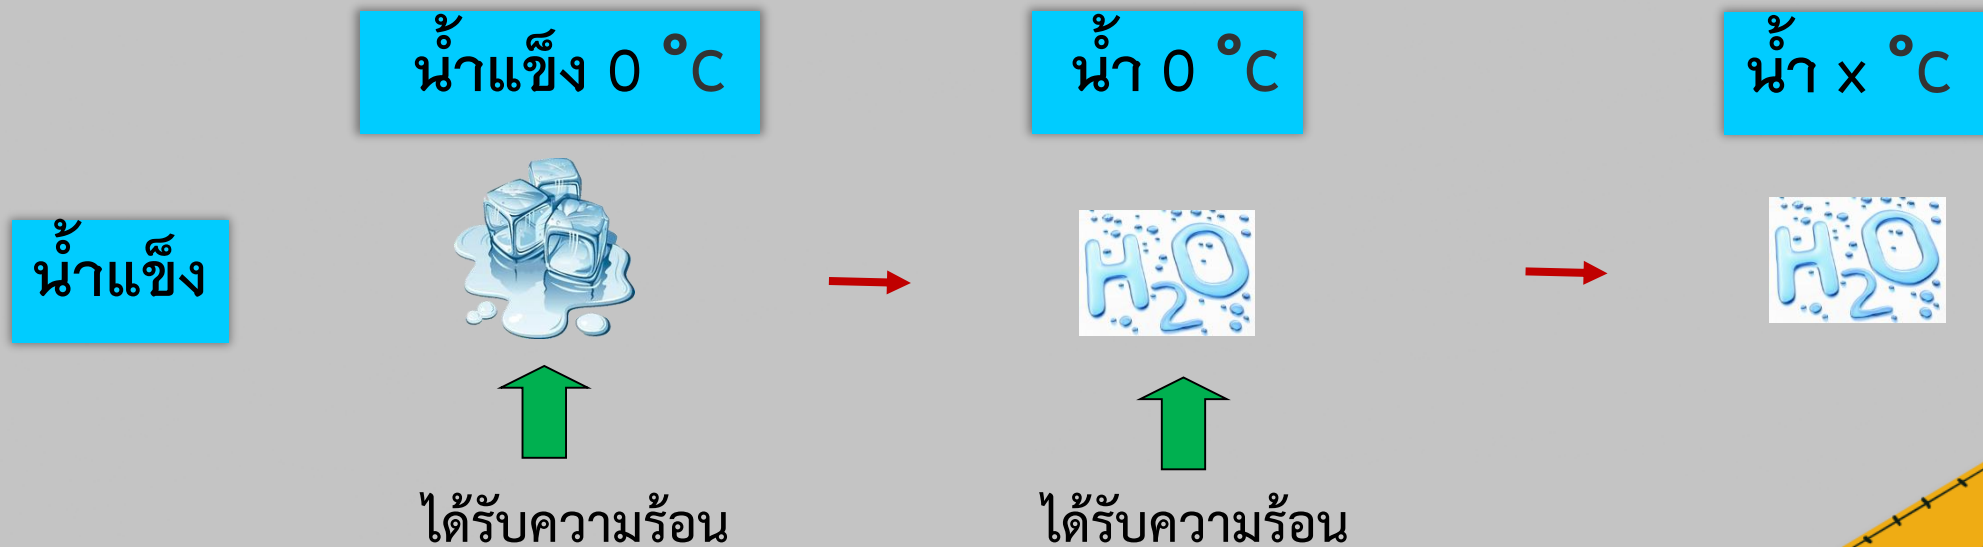 น้ำแข็ง 0 °C
น้ำ 0 °C
น้ำ x °C
น้ำแข็ง
H2O
H2O
ได้รับความร้อน
ได้รับความร้อน